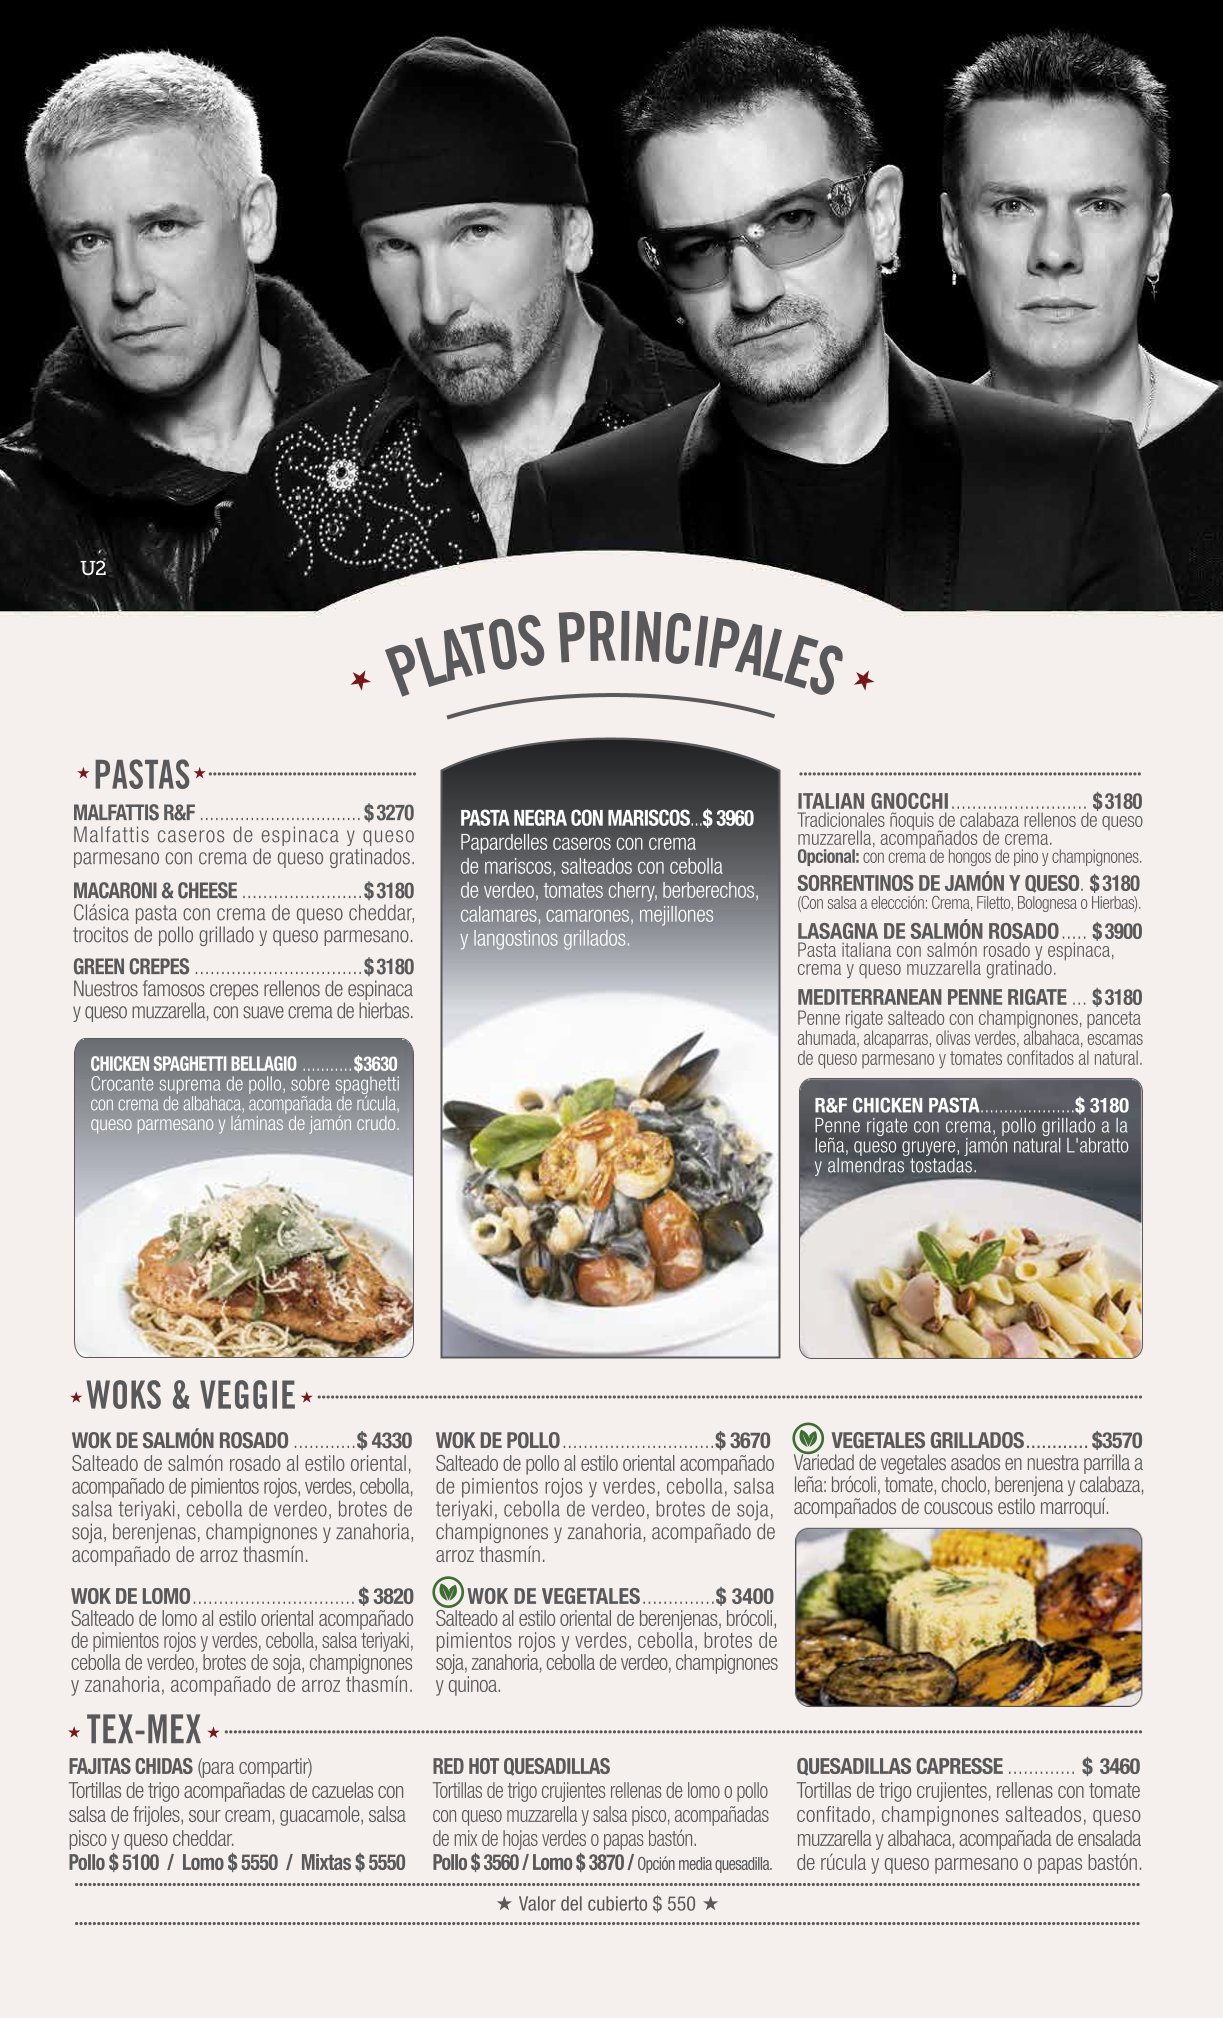 U2
PLATOS PRINCIPALES
PASTAS
MALFATTIS R&F ............................... $ 3270
Malfattis caseros de espinaca y queso
parmesano con crema de queso gratinados.
MACARONI & CHEESE ....................... $ 3180
Clásica pasta con crema de queso cheddar,
trocitos de pollo grillado y queso parmesano.
GREEN CREPES ................................ $ 3180
Nuestros famosos crepes rellenos de espinaca
y queso muzzarella, con suave crema de hierbas.
CHICKEN SPAGHETTI BELLAGIO ........... $3630
Crocante suprema de pollo, sobre spaghetti
con crema de albahaca, acompañada de rúcula,
queso parmesano y láminas de jamón crudo.
PASTA NEGRA CON MARISCOS...$ 3960
Papardelles caseros con crema
de mariscos, salteados con cebolla
de verdeo, tomates cherry, berberechos,
calamares, camarones, mejillones
y langostinos grillados.
ITALIAN GNOCCHI.......................... $ 3180
Tradicionales ñoquis de calabaza rellenos de queso
muzzarella, acompañados de crema.
Opcional: con crema de hongos de pino y champignones.
SORRENTINOS DE JAMÓN Y QUESO. $ 3180
(Con salsa a eleccción: Crema, Filetto, Bolognesa o Hierbas).
LASAGNA DE SALMÓN ROSADO..... $ 3900
Pasta italiana con salmón rosado y espinaca,
crema y queso muzzarella gratinado.
MEDITERRANEAN PENNE RIGATE ... $ 3180
Penne rigate salteado con champignones, panceta
ahumada, alcaparras, olivas verdes, albahaca, escamas
de queso parmesano y tomates confitados al natural.
R&F CHICKEN PASTA....................$ 3180
Penne rigate con crema, pollo grillado a la
leña, queso gruyere, jamón natural L'abratto
y almendras tostadas.
WOKS & VEGGIE
WOK DE SALMÓN ROSADO ............$ 4330
Salteado de salmón rosado al estilo oriental,
acompañado de pimientos rojos, verdes, cebolla,
salsa teriyaki, cebolla de verdeo, brotes de
soja, berenjenas, champignones y zanahoria,
acompañado de arroz thasmín.
WOK DE LOMO............................... $ 3820
Salteado de lomo al estilo oriental acompañado
de pimientos rojos y verdes, cebolla, salsa teriyaki,
cebolla de verdeo, brotes de soja, champignones
y zanahoria, acompañado de arroz thasmín.
WOK DE POLLO.............................$ 3670
Salteado de pollo al estilo oriental acompañado
de pimientos rojos y verdes, cebolla, salsa
teriyaki, cebolla de verdeo, brotes de soja,
champignones y zanahoria, acompañado de
arroz thasmín.
WOK DE VEGETALES..............$ 3400
Salteado al estilo oriental de berenjenas, brócoli,
pimientos rojos y verdes, cebolla, brotes de
soja, zanahoria, cebolla de verdeo, champignones
y quinoa.
VEGETALES GRILLADOS............ $3570
Variedad de vegetales asados en nuestra parrilla a
leña: brócoli, tomate, choclo, berenjena y calabaza,
acompañados de couscous estilo marroquí.
TEX-MEX
FAJITAS CHIDAS (para compartir)
Tortillas de trigo acompañadas de cazuelas con
salsa de frijoles, sour cream, guacamole, salsa
pisco y queso cheddar.
Pollo $ 5100 / Lomo $ 5550 / Mixtas $ 5550
RED HOT QUESADILLAS
Tortillas de trigo crujientes rellenas de lomo o pollo
con queso muzzarella y salsa pisco, acompañadas
de mix de hojas verdes o papas bastón.
Pollo $ 3560 / Lomo $ 3870 / Opción media quesadilla.
QUESADILLAS CAPRESSE ............. $ 3460
Tortillas de trigo crujientes, rellenas con tomate
confitado, champignones salteados, queso
muzzarella y albahaca, acompañada de ensalada
de rúcula y queso parmesano o papas bastón.
★ Valor del cubierto $ 550 ★